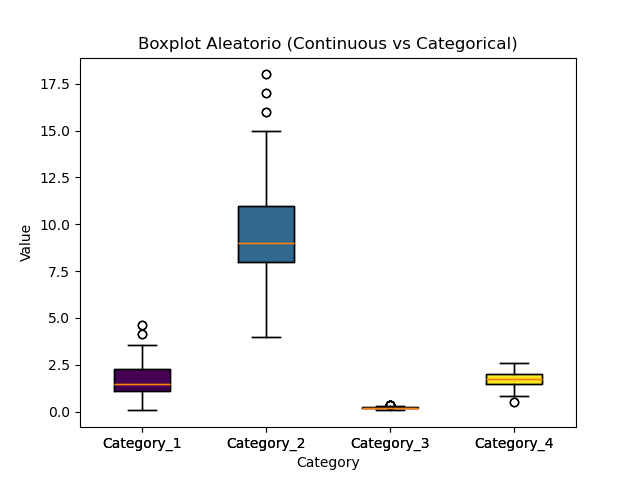 Boxplot Aleatorio (Continuous vs Categorical)
Value
17.5
15.0
12.5
10.0
7.5
5.0
2.5
0.0
Category_1 Category_2 Category_3 Category_4
Category